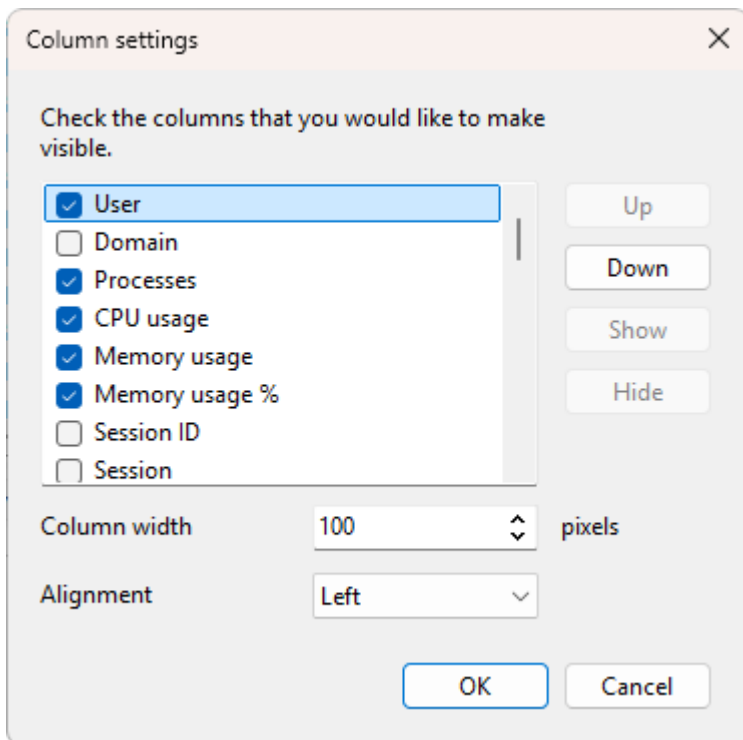 Column settings
Check the columns that you would like to make
visible.
User
Domain
Processes
CPU usage
Memory usage
Memory usage %
Session ID
Session
Up
Down
Show
Hide
Column width
100
pixels
Alignment
Left
OK
Cancel